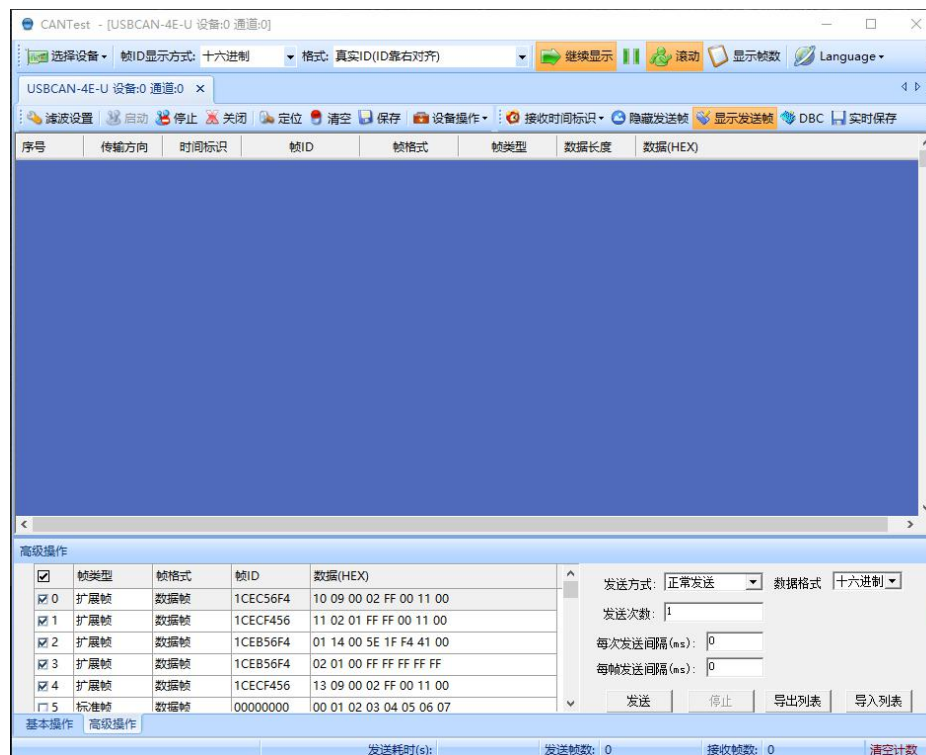 CANTest - [USBCAN-4E-U 设备:0 通道:0]
选择设备 帧ID显示方式: 十六进制 格式: 真实ID(ID靠右对齐) 继续显示 滚动 显示帧数 Language
USBCAN-4E-U 设备:0 通道:0 ×
滤波设置 启动 停止 关闭 定位 清空 保存 设备操作 接收时间标识 隐藏发送帧 显示发送帧 DBC 实时保存
序号 传输方向 时间标识 帧ID 帧格式 帧类型 数据长度 数据(HEX)
高级操作
帧类型 帧格式 帧ID 数据(HEX)
0 扩展帧 数据帧 1CEC56F4 10 09 00 02 FF 00 11 00
1 扩展帧 数据帧 1CECF456 11 02 01 FF FF 00 11 00
2 扩展帧 数据帧 1CEB56F4 01 14 00 5E 1F F4 41 00
3 扩展帧 数据帧 1CEB56F4 02 01 00 FF FF FF FF FF
4 扩展帧 数据帧 1CECF456 13 09 00 02 FF 00 11 00
5 标准帧 数据帧 00000000 00 01 02 03 04 05 06 07
发送方式: 正常发送 数据格式 十六进制
发送次数: 1
每次发送间隔(ms): 0
每帧发送间隔(ms): 0
发送 停止 导出列表 导入列表
基本操作 高级操作
发送耗时(s): 发送帧数: 0 接收帧数: 0 清空计数